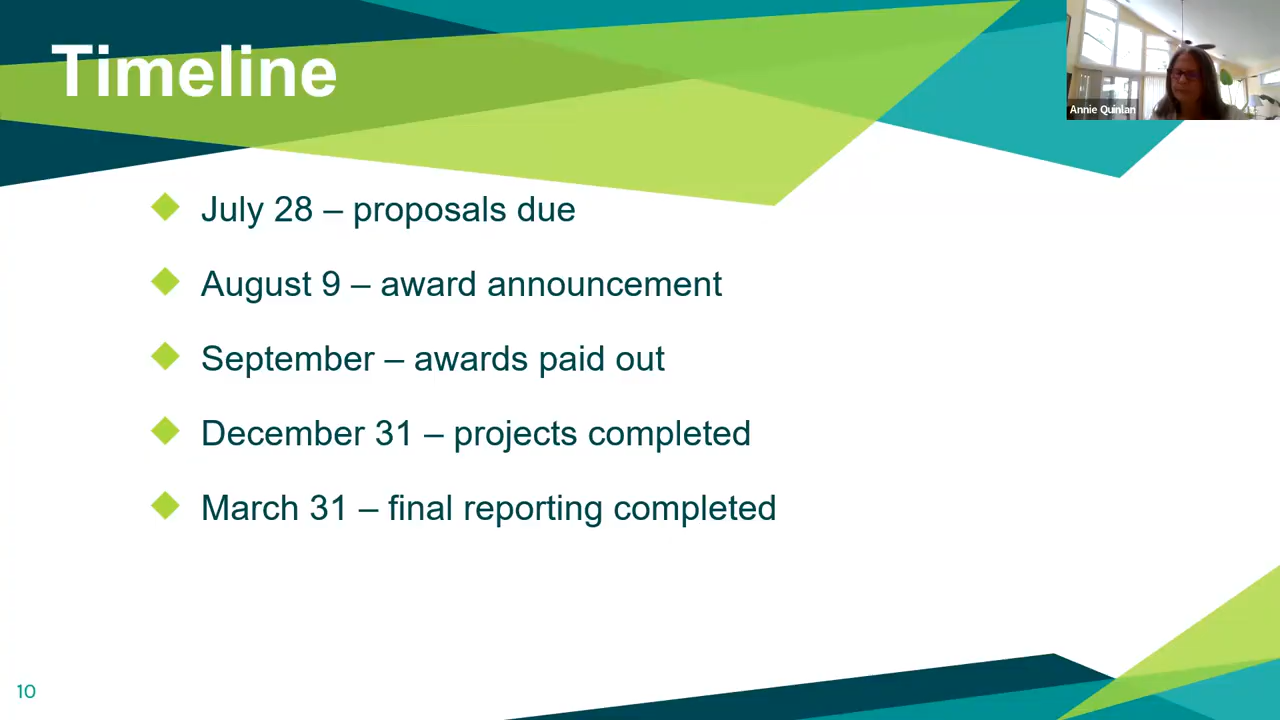 Timeline
Annie Quinlan
July 28 – proposals due
August 9 – award announcement
September – awards paid out
December 31 – projects completed
March 31 – final reporting completed
10